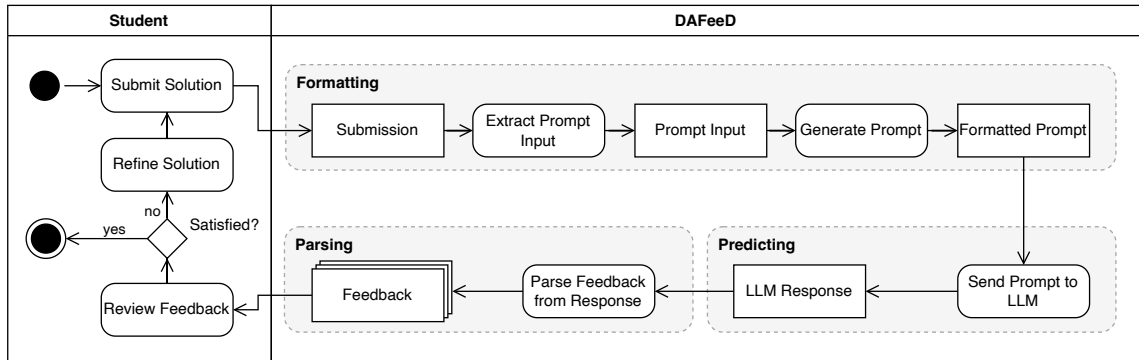 Student
DAFeeD
Submit Solution
Refine Solution
no
Satisfied?
yes
Review Feedback
Formatting
Submission
Extract Prompt
Input
Prompt Input
Generate Prompt
Formatted Prompt
Parsing
Feedback
Parse Feedback
from Response
Predicting
LLM Response
Send Prompt to
LLM